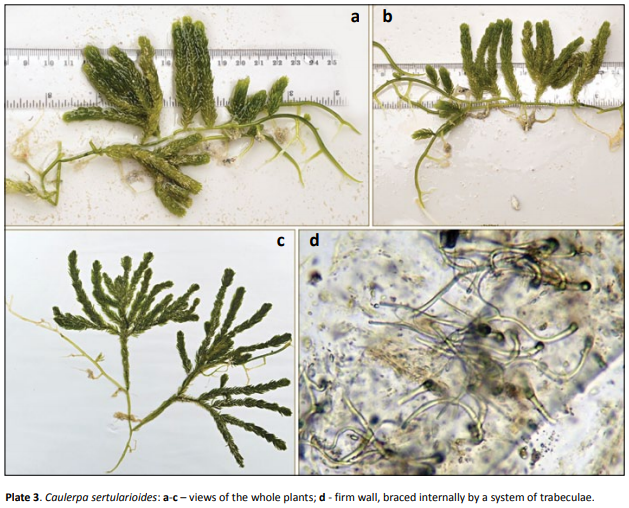 a
b
c
d
Plate 3. Caulerpa sertularioides: a-c – views of the whole plants; d - firm wall, braced internally by a system of trabeculae.